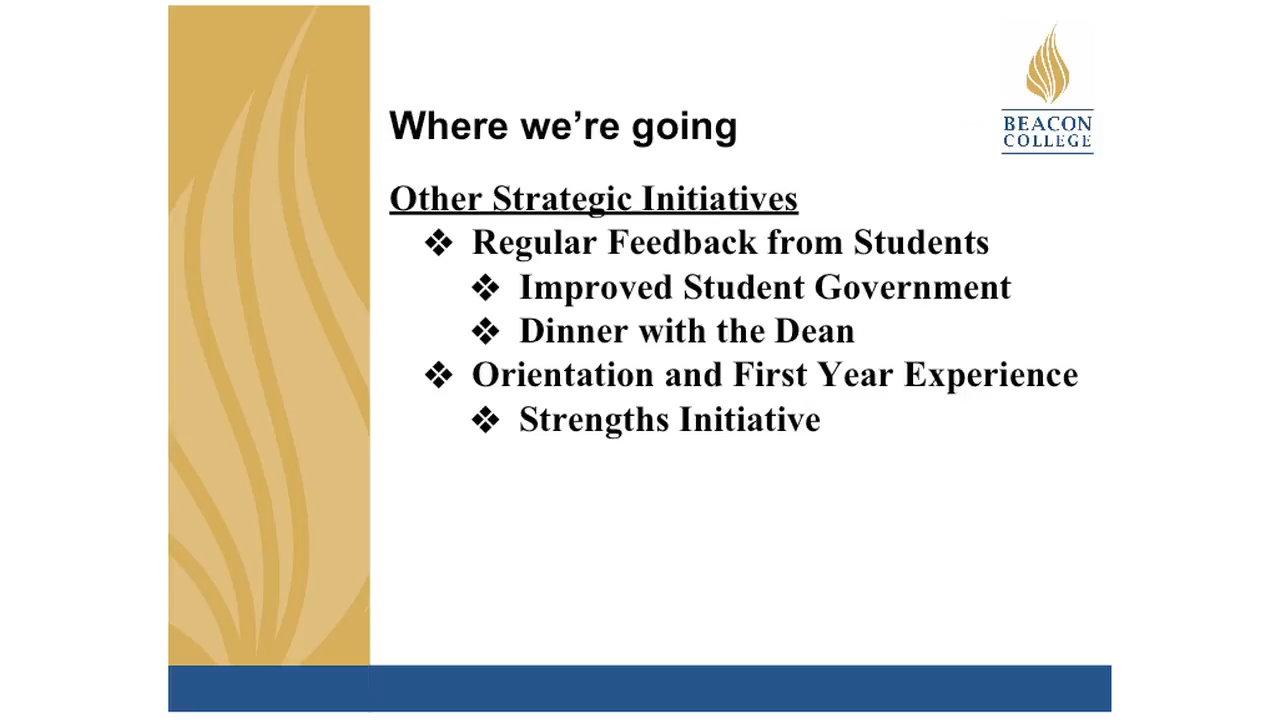 BEACON
COLLEGE
Where we’re going
Other Strategic Initiatives
❖ Regular Feedback from Students
❖ Improved Student Government
❖ Dinner with the Dean
❖ Orientation and First Year Experience
❖ Strengths Initiative